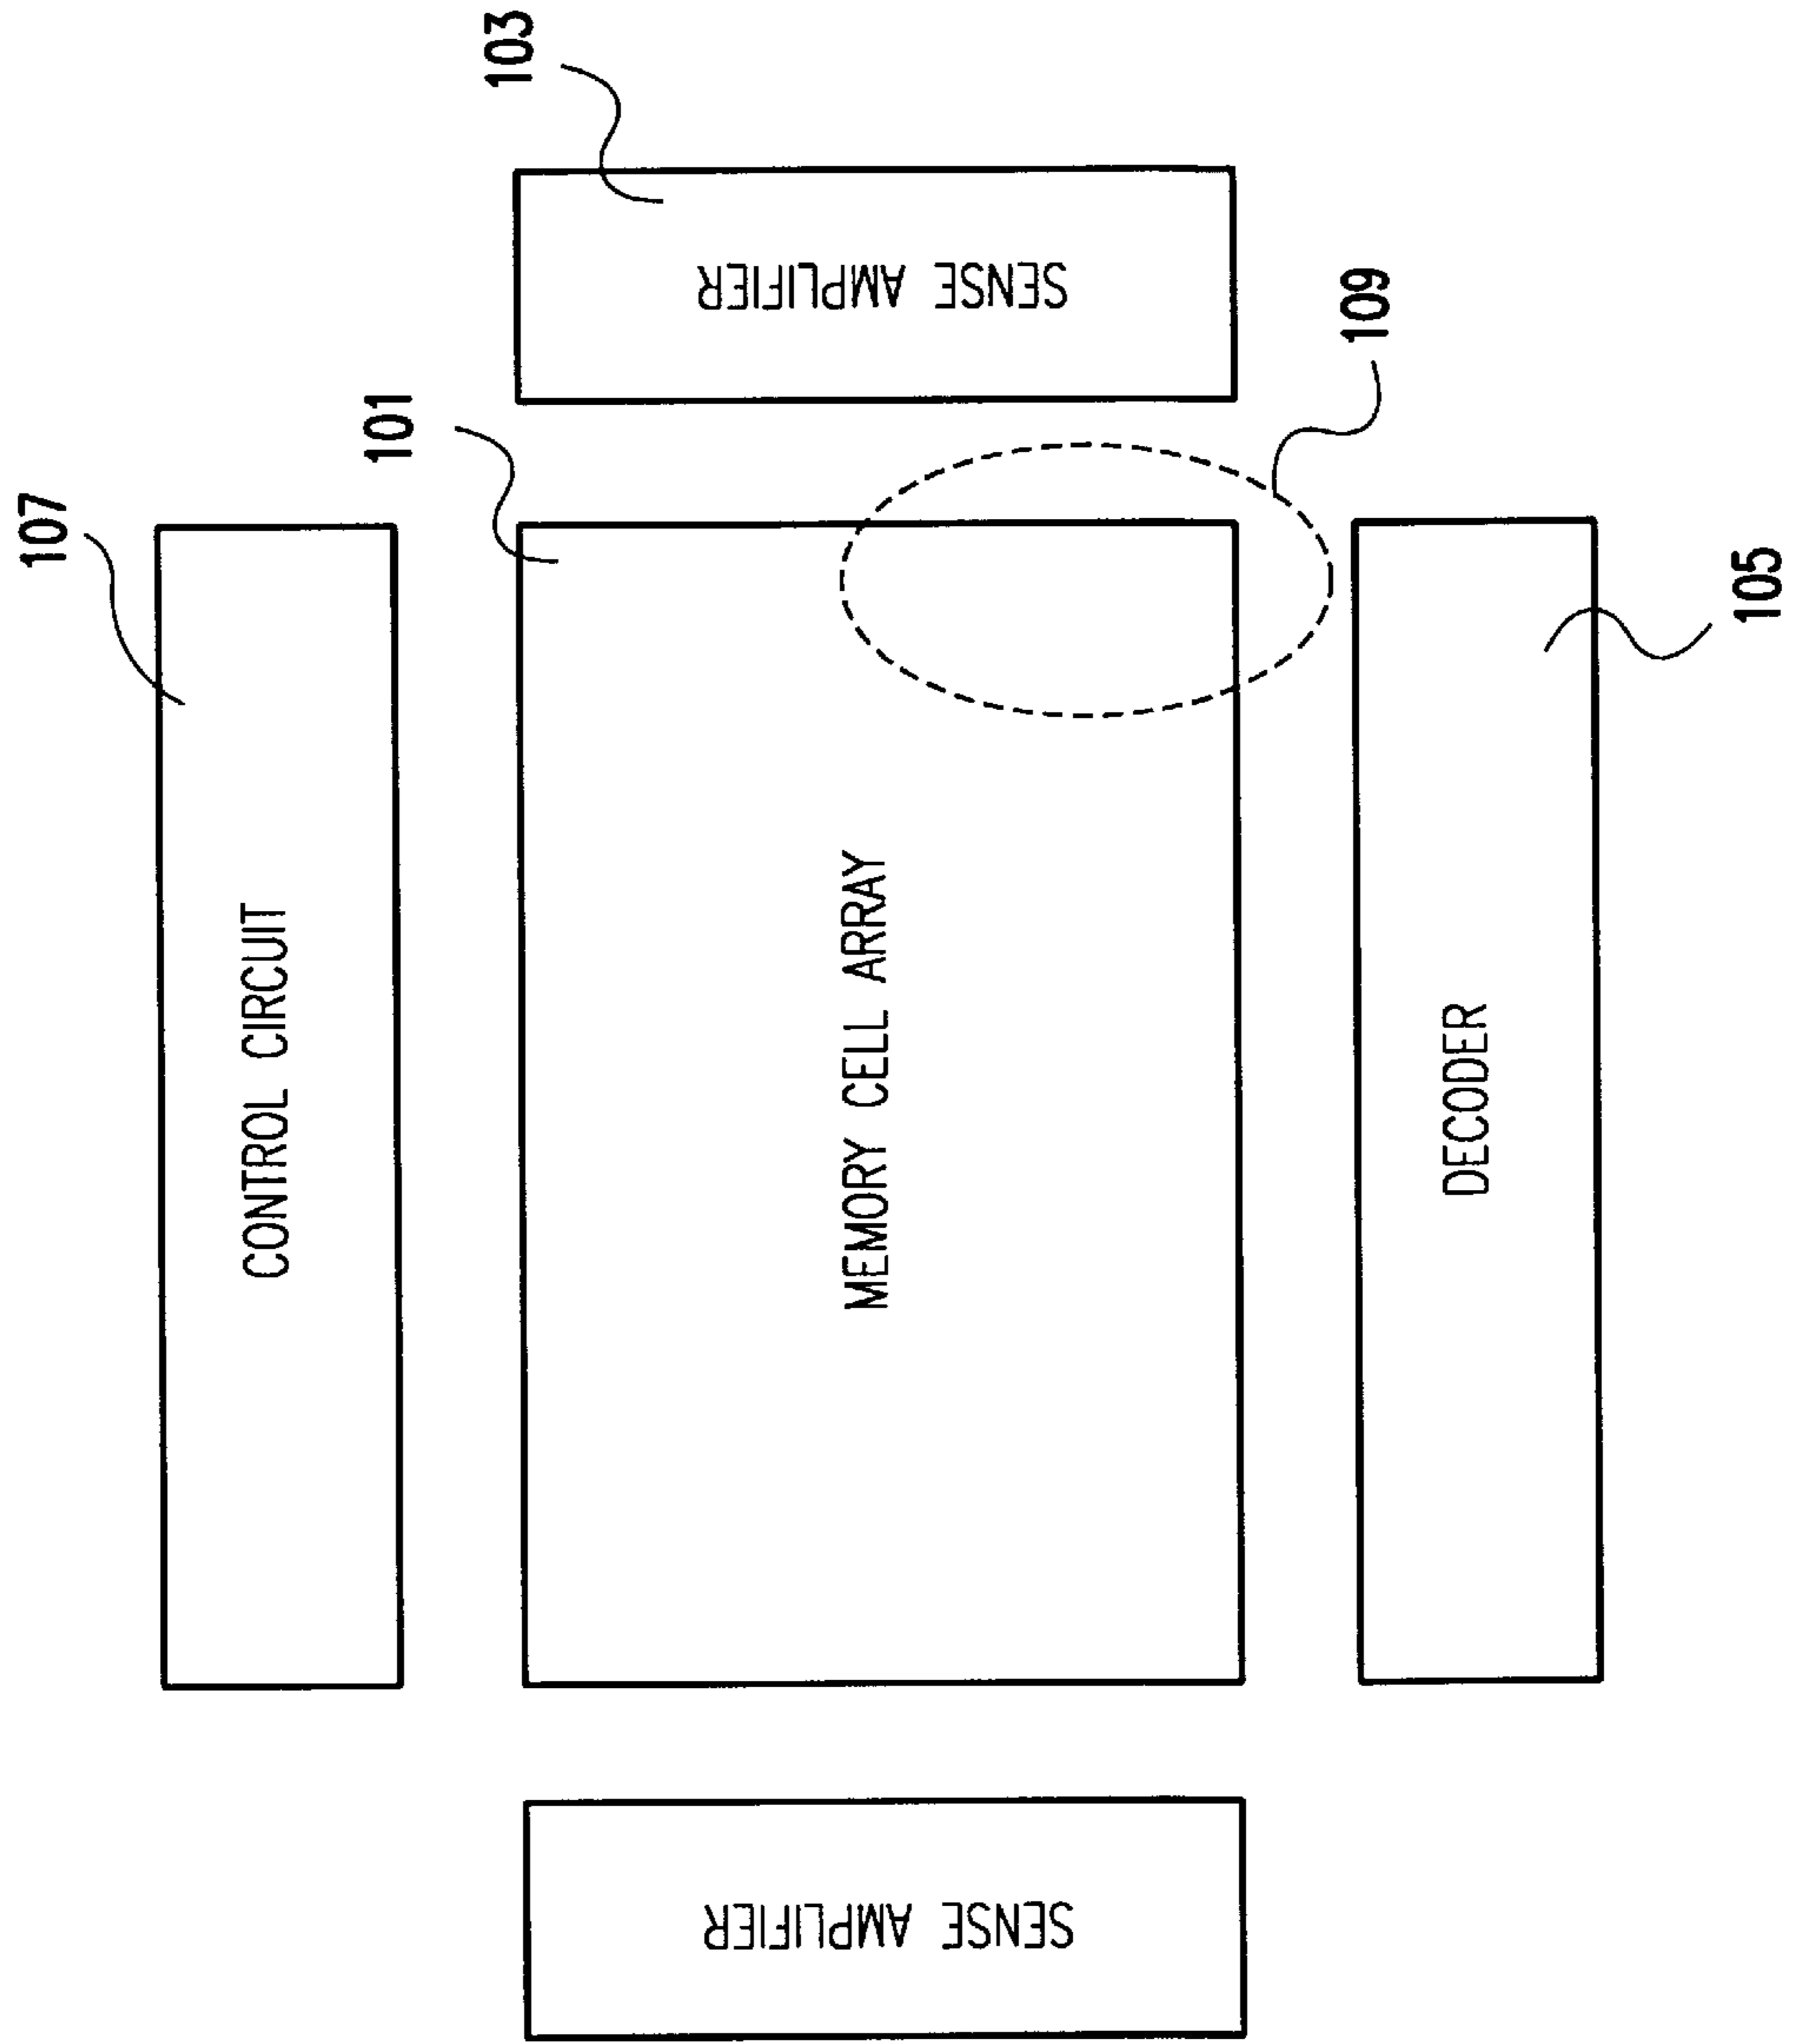 103
SENSE AMPLIFIER
109
101
107
CONTROL CIRCUIT
MEMORY CELL ARRAY
DECODER
105
SENSE AMPLIFIER